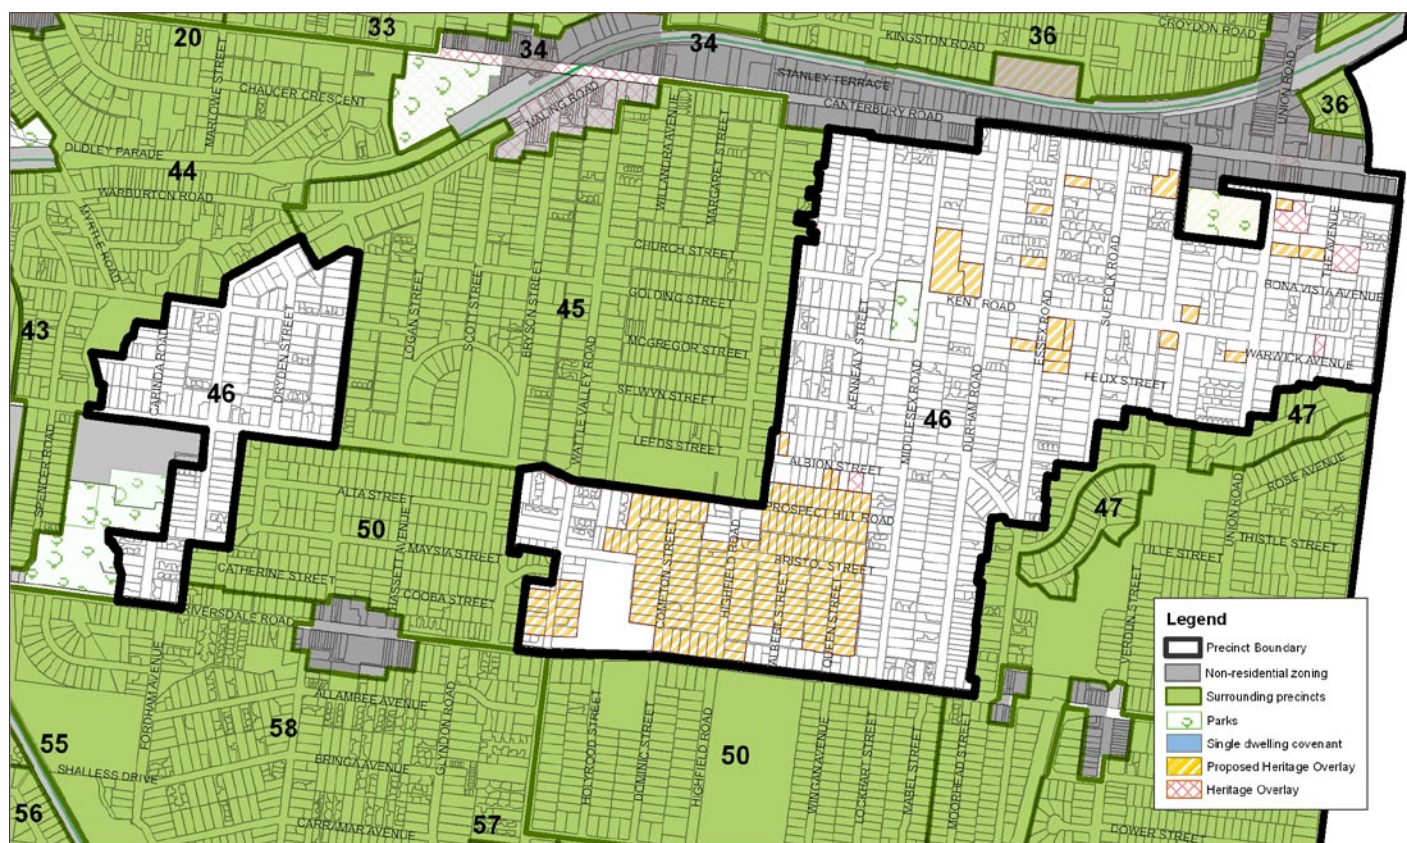 20
33
34
34
KINGSTON ROAD
36
CROYDON ROAD
MARLOWE STREET
CHAUCER CRESCENT
MALING ROAD
STANLEY TERRACE
CANTERBURY ROAD
UNION ROAD
36
DUDLEY PARADE
44
WARBURTON ROAD
MYRTLE ROAD
MARGARET STREET
CHURCH STREET
GOLDING STREET
MCGREGOR STREET
SELWYN STREET
LEEDS STREET
LOGAN STREET
SCOTT STREET
BRYSON STREET
WATTLE VALLEY ROAD
45
43
CARINDA ROAD
46
DRYDEN STREET
SUFFOLK ROAD
THE AVENUE
BONA VISTA AVENUE
KENT ROAD
ESSEX ROAD
WARWICK AVENUE
FELIX STREET
KENNEALY STREET
MIDDLESEX ROAD
46
DURHAM ROAD
47
SPENCER ROAD
ALBION STREET
ROSE AVENUE
ALTA STREET
50
HASSETT AVENUE
MAYSIA STREET
CATHERINE STREET
COOBA STREET
PROSPECT HILL ROAD
BRISTOL STREET
COMPTON STREET
HIGHFIELD ROAD
ALBERT STREET
QUEEN STREET
47
UNION ROAD
THISTLE STREET
VILLE STREET
VERDUN STREET
RIVERSDALE ROAD
FORDHAM AVENUE
ALLAMBEE AVENUE
58
GLYNDON ROAD
BRINGA AVENUE
55
SHALLESS DRIVE
56
CARRAMAR AVENUE
57
HOLYROOD STREET
DOMINIC STREET
HIGHFIELD ROAD
50
WINIGAN AVENUE
LOCKHART STREET
MABEL STREET
MOORHEAD STREET
DOWER STREET
Legend
Precinct Boundary
Non-residential zoning
Surrounding precincts
Parks
Single dwelling covenant
Proposed Heritage Overlay
Heritage Overlay